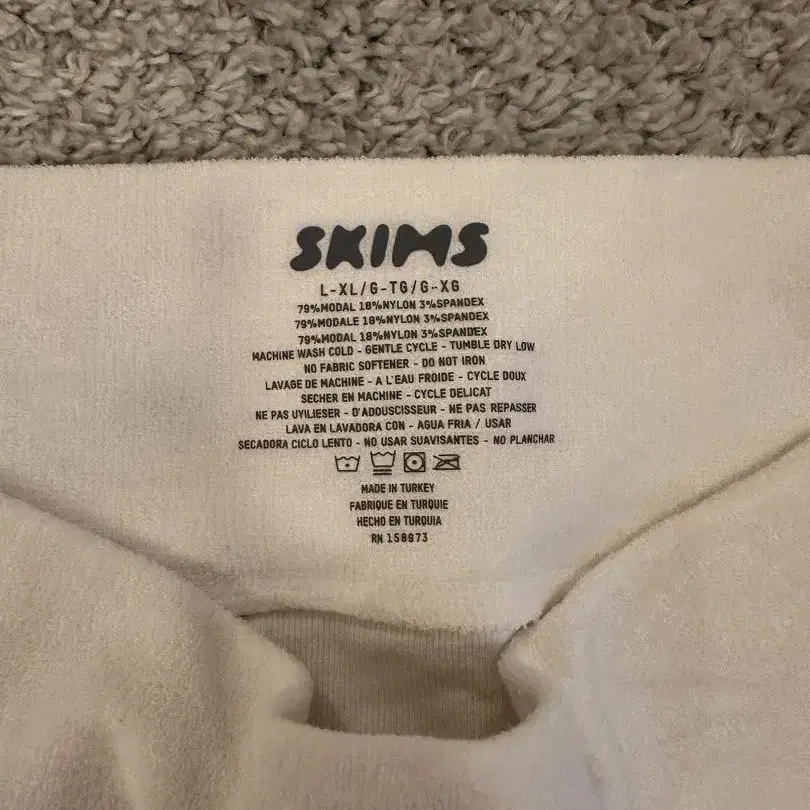 SKIMS
L-XL/G-TG/G-XG
79%MODAL 18%NYLON 3%SPANDEX
79%MODALE 18%NYLON 3%SPANDEX
79%MODAL 18%NYLON 3%SPANDEX
MACHINE WASH COLD - GENTLE CYCLE - TUMBLE DRY LOW
NO FABRIC SOFTENER - DO NOT IRON
LAVAGE DE MACHINE - A L'EAU FROIDE - CYCLE DOUX
SECHER EN MACHINE - CYCLE DELICAT
NE PAS UYILIESER - D'ADOUSCISSEUR - NE PAS REPASSER
LAVA EN LAVADORA CON - AGUA FRIA / USAR
SECADORA CICLO LENTO - NO USAR SUAVISANTES - NO PLANCHAR
MADE IN TURKEY
FABRIQUE EN TURQUIE
HECHO EN TURQUIA
RN 158973